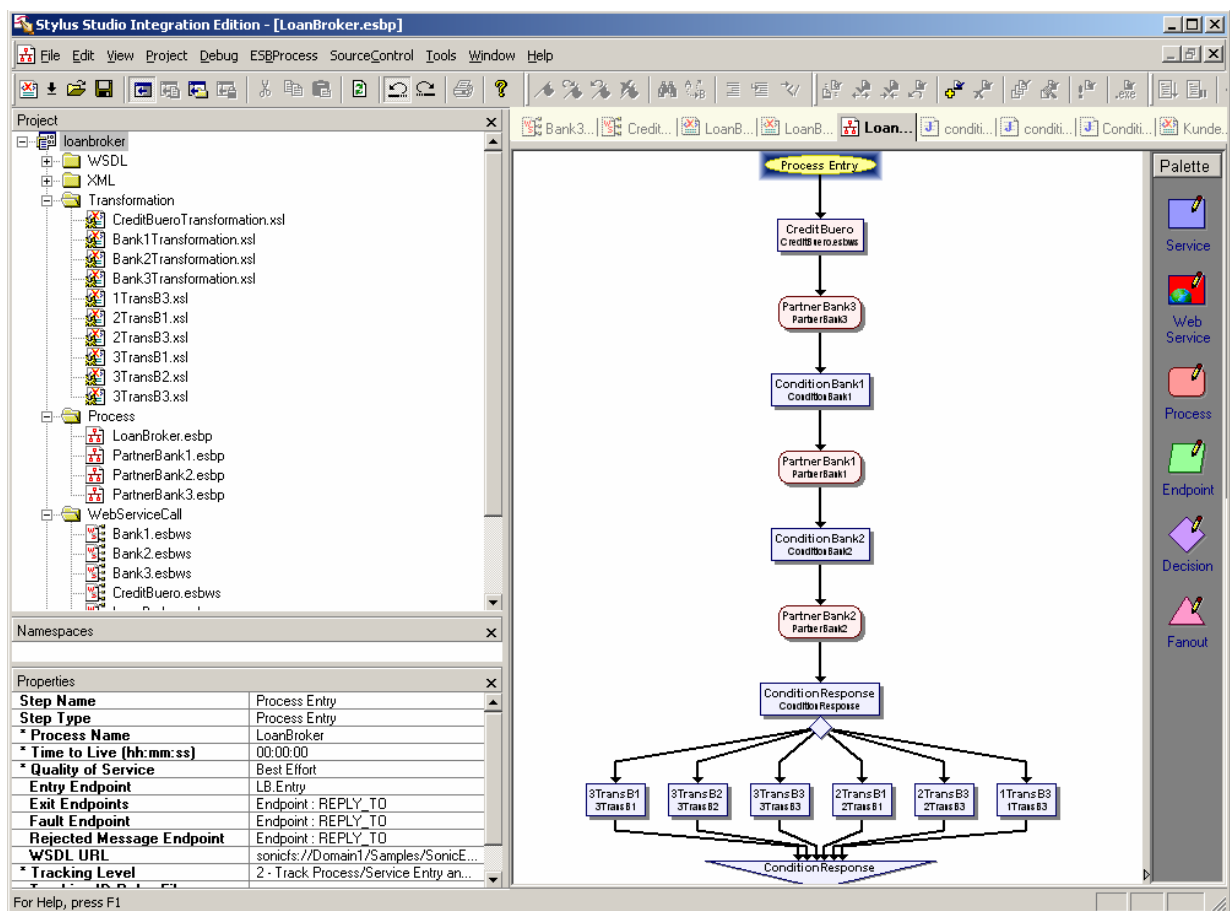 Stylus Studio Integration Edition - [LoanBroker.esbp]
File Edit View Project Debug ESBProcess SourceControl Tools Window Help
Project
loanbroker
WSDL
XML
Transformation
CreditBueroTransformation.xsl
Bank1Transformation.xsl
Bank2Transformation.xsl
Bank3Transformation.xsl
1TransB3.xsl
2TransB1.xsl
2TransB3.xsl
3TransB1.xsl
3TransB2.xsl
3TransB3.xsl
Process
LoanBroker.esbp
PartnerBank1.esbp
PartnerBank2.esbp
PartnerBank3.esbp
WebServiceCall
Bank1.esbws
Bank2.esbws
Bank3.esbws
CreditBuero.esbws
Namespaces
Properties
Step Name Process Entry
Step Type Process Entry
* Process Name LoanBroker
* Time to Live (hh:mm:ss) 00:00:00
* Quality of Service Best Effort
Entry Endpoint LB.Entry
Exit Endpoints Endpoint : REPLY_TO
Fault Endpoint Endpoint : REPLY_TO
Rejected Message Endpoint Endpoint : REPLY_TO
WSDL URL sonicfs://Domain1/Samples/SonicE...
* Tracking Level 2 - Track Process/Service Entry an...
For Help, press F1
Bank3... Credit... LoanB... LoanB... Loan... conditi... conditi... Conditi... Kunde...
Process Entry
CreditBuero
CreditBuero.esbws
PartnerBank3
PartnerBank3
ConditionBank1
ConditionBank1
PartnerBank1
PartnerBank1
ConditionBank2
ConditionBank2
PartnerBank2
PartnerBank2
ConditionResponse
ConditionResponse
3TransB1 3TransB2 3TransB3 2TransB1 2TransB3 1TransB3
3TransB1 3TransB2 3TransB3 2TransB1 2TransB3 1TransB3
ConditionResponse
Palette
Service
Web
Service
Process
Endpoint
Decision
Fanout